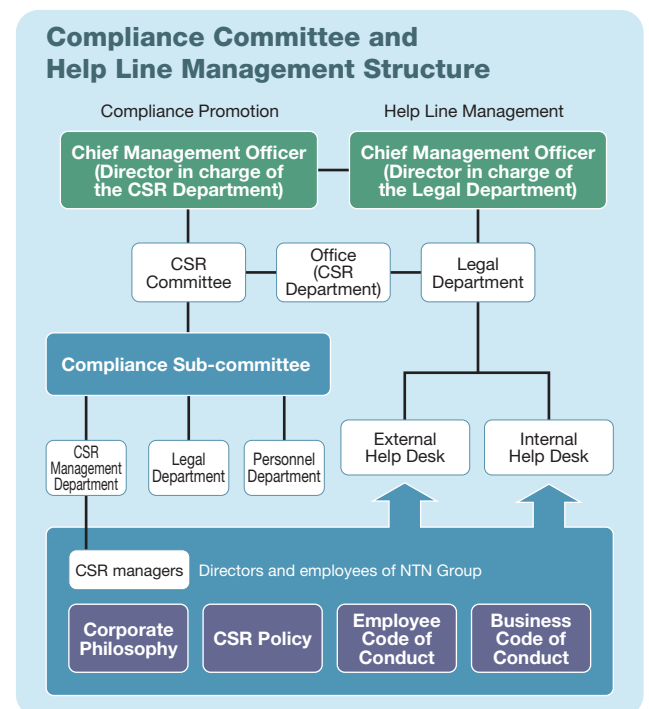 Compliance Committee and
Help Line Management Structure
Compliance Promotion
Help Line Management
Chief Management Officer
(Director in charge of
the CSR Department)
Chief Management Officer
(Director in charge of
the Legal Department)
CSR
Committee
Office
(CSR
Department)
Legal
Department
Compliance Sub-committee
CSR
Management
Department
Legal
Department
Personnel
Department
External
Help Desk
Internal
Help Desk
CSR managers
Directors and employees of NTN Group
Corporate
Philosophy
CSR Policy
Employee
Code of
Conduct
Business
Code of
Conduct